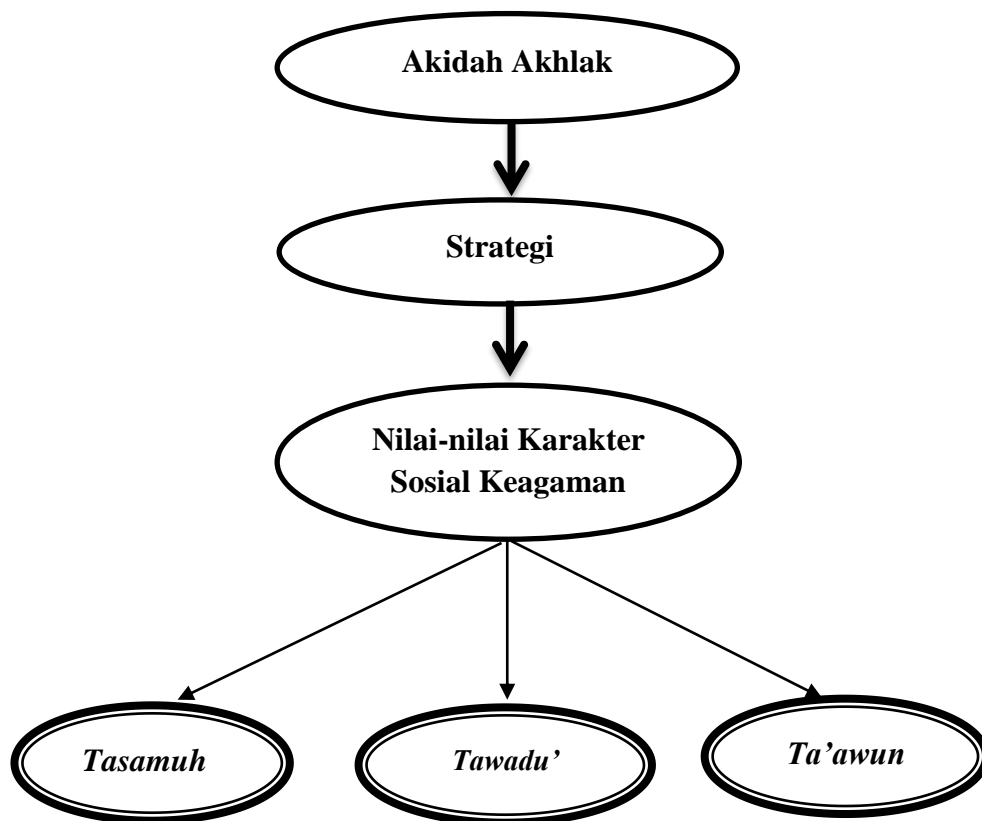 Akidah Akhlak
Strategi
Nilai-nilai Karakter
Sosial Keagaman
Tasamuh
Tawadu’
Ta’awun